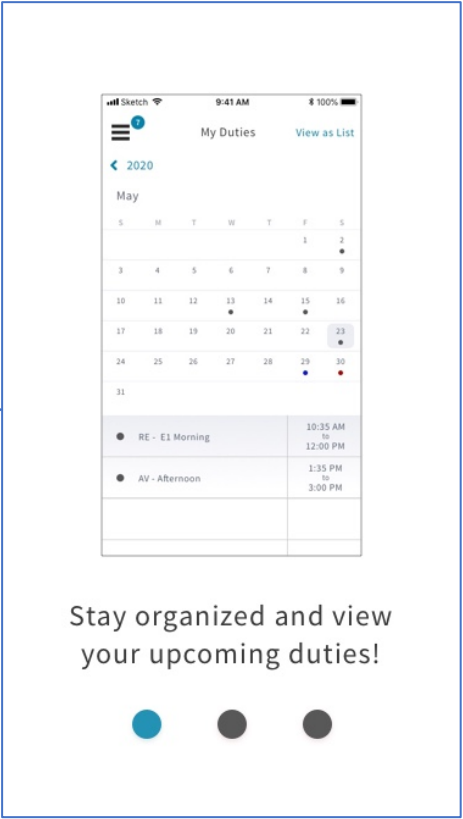 Sketch 9:41 AM 100%
7
My Duties View as List
2020
May
S M T W T F S
1 2
3 4 5 6 7 8 9
10 11 12 13 14 15 16
17 18 19 20 21 22 23
24 25 26 27 28 29 30
31
RE - E1 Morning 10:35 AM
to
12:00 PM
AV - Afternoon 1:35 PM
to
3:00 PM
Stay organized and view
your upcoming duties!